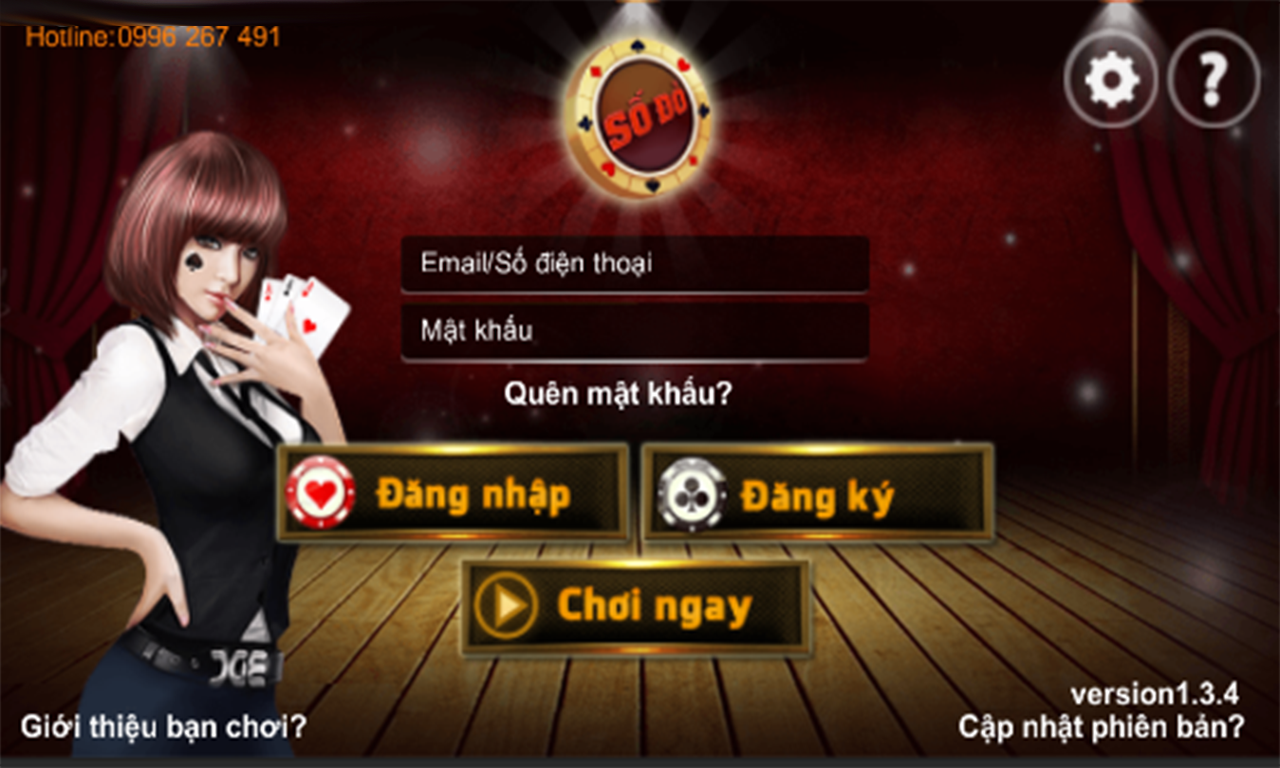 Hotline:0996 267 491
SỐ ĐỎ
Email/Số điện thoại
Mật khẩu
Quên mật khẩu?
Đăng nhập
Đăng ký
Chơi ngay
version1.3.4
Giới thiệu bạn chơi?
Cập nhật phiên bản?